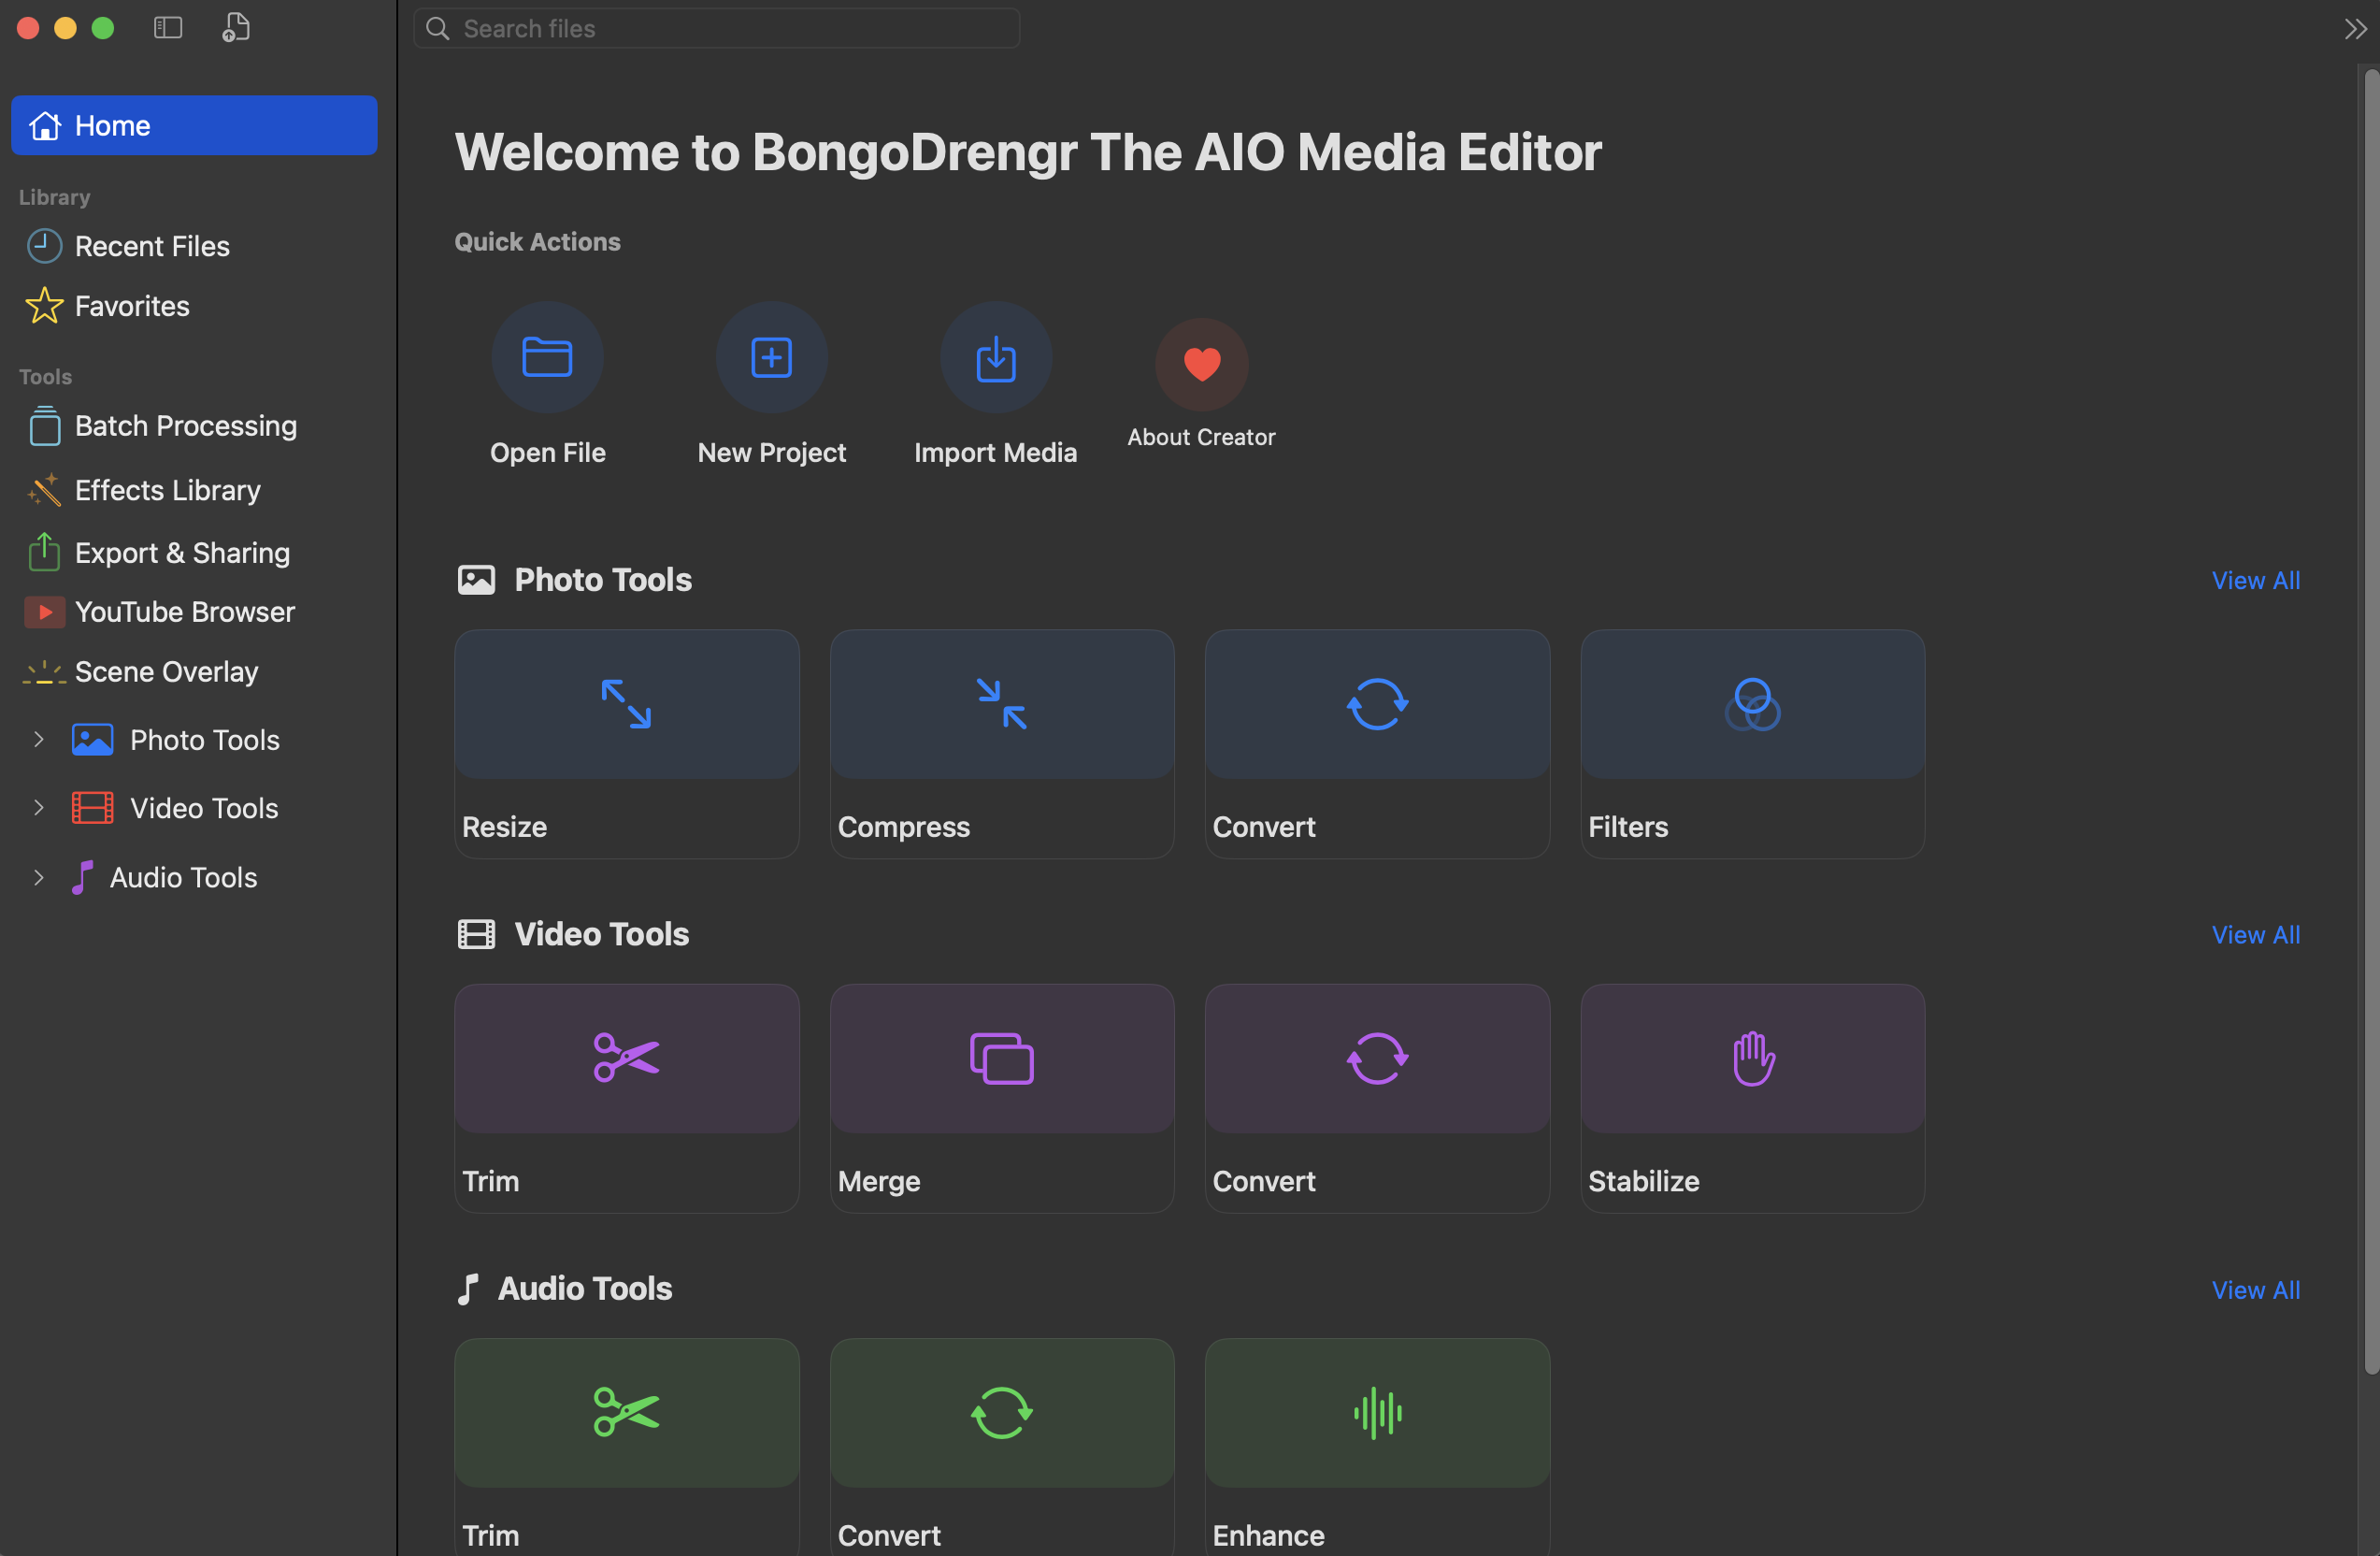 Search files
Home
Library
Recent Files
Favorites
Tools
Batch Processing
Effects Library
Export & Sharing
YouTube Browser
Scene Overlay
Photo Tools
Video Tools
Audio Tools
Welcome to BongoDrengr The AIO Media Editor
Quick Actions
Open File
New Project
Import Media
About Creator
Photo Tools
View All
Resize
Compress
Convert
Filters
Video Tools
View All
Trim
Merge
Convert
Stabilize
Audio Tools
View All
Trim
Convert
Enhance